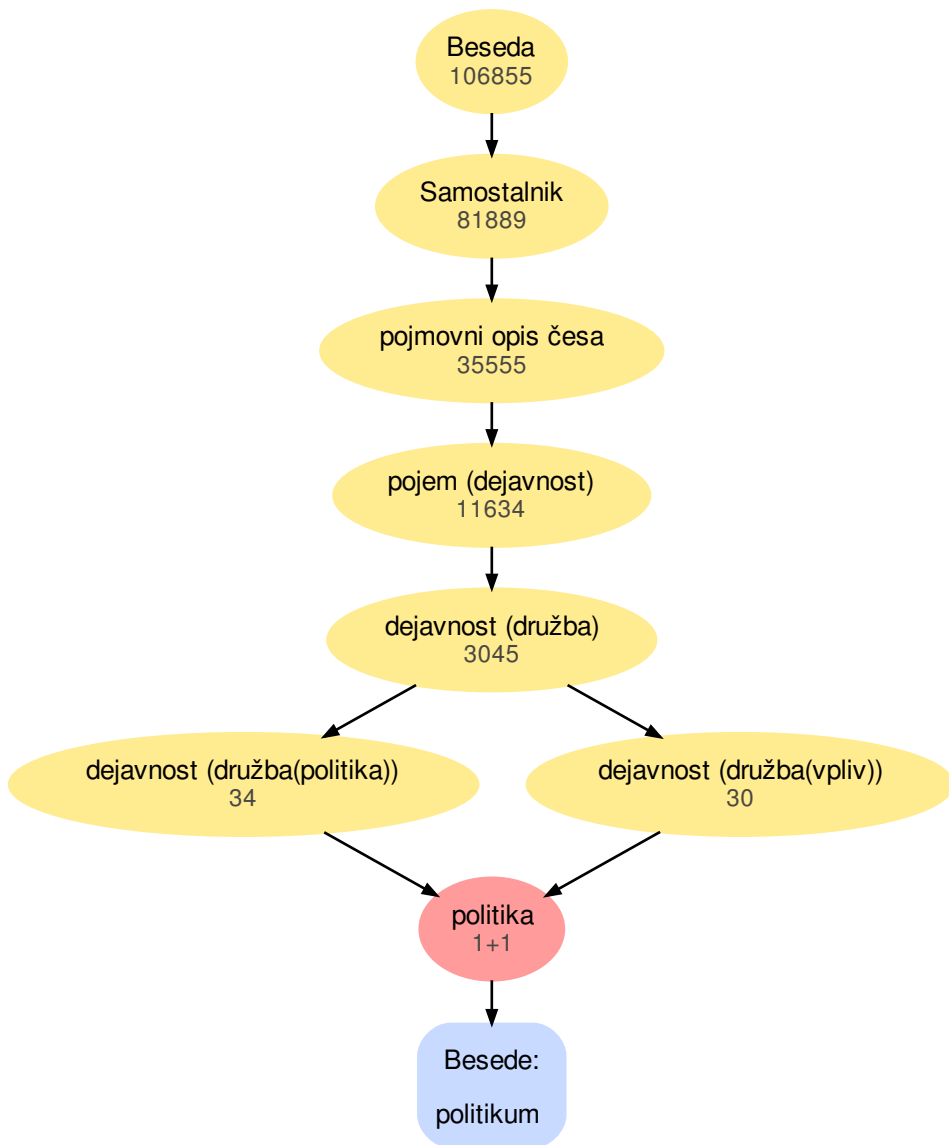 Beseda
106855
Samostalnik
81889
pojmovni opis česa
35555
pojem (dejavnost)
11634
dejavnost (družba)
3045
dejavnost (družba(politika))
34
dejavnost (družba(vpliv))
30
politika
1+1
Besede:
politikum